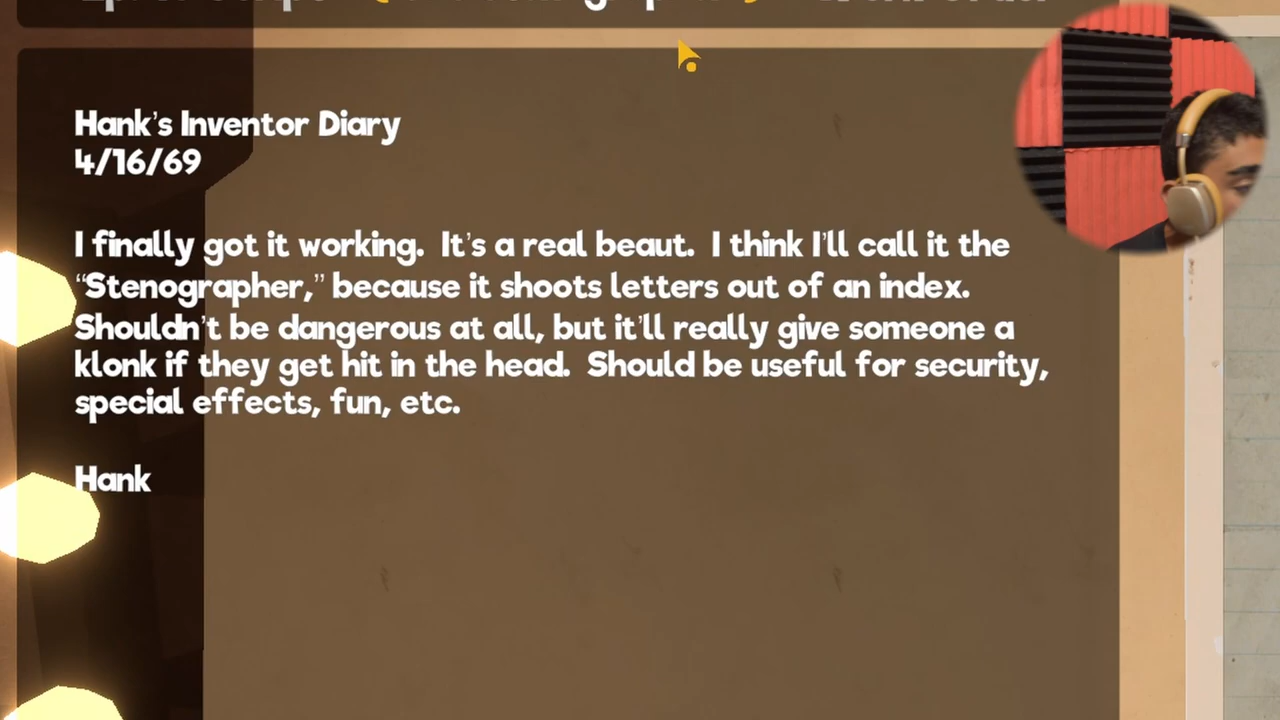 Hank's Inventor Diary
4/16/69
I finally got it working.  It's a real beaut.  I think I'll call it the
“Stenographer,” because it shoots letters out of an index.
Shouldn't be dangerous at all, but it'll really give someone a
klonk if they get hit in the head.  Should be useful for security,
special effects, fun, etc.
Hank